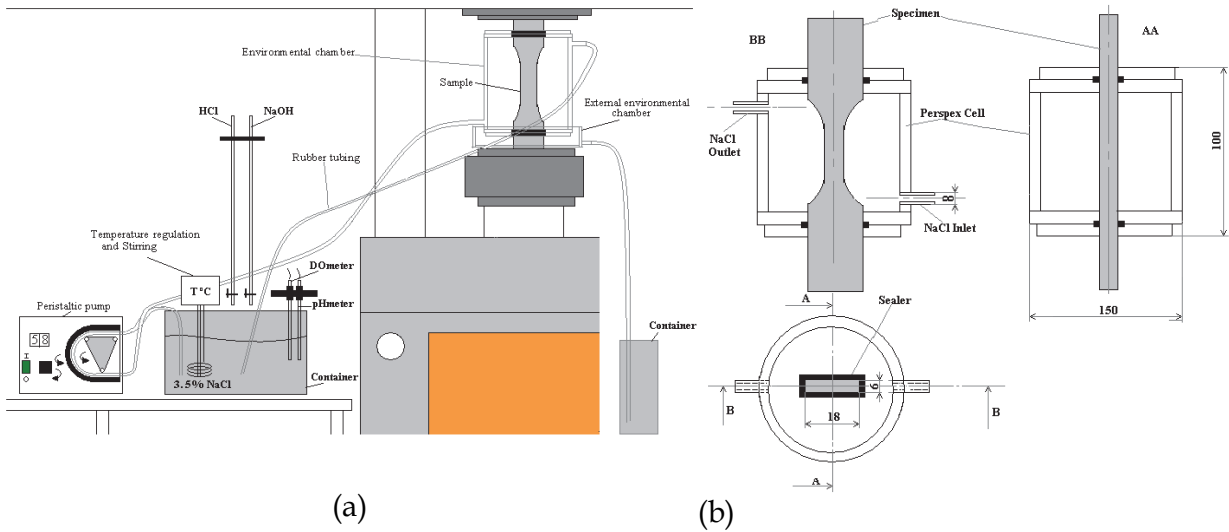 Environmental chamber
Sample
HCl
NaOH
External environmental
chamber
Rubber tubing
Temperature regulation
and Stirring
T °C
DOmeter
pHmeter
Peristaltic pump
58
I
3.5% NaCl
Container
Container
(a)
Specimen
BB
AA
NaCl
Outlet
Perspex Cell
100
8
NaCl Inlet
A
Sealer
150
6
B
18
B
A
(b)